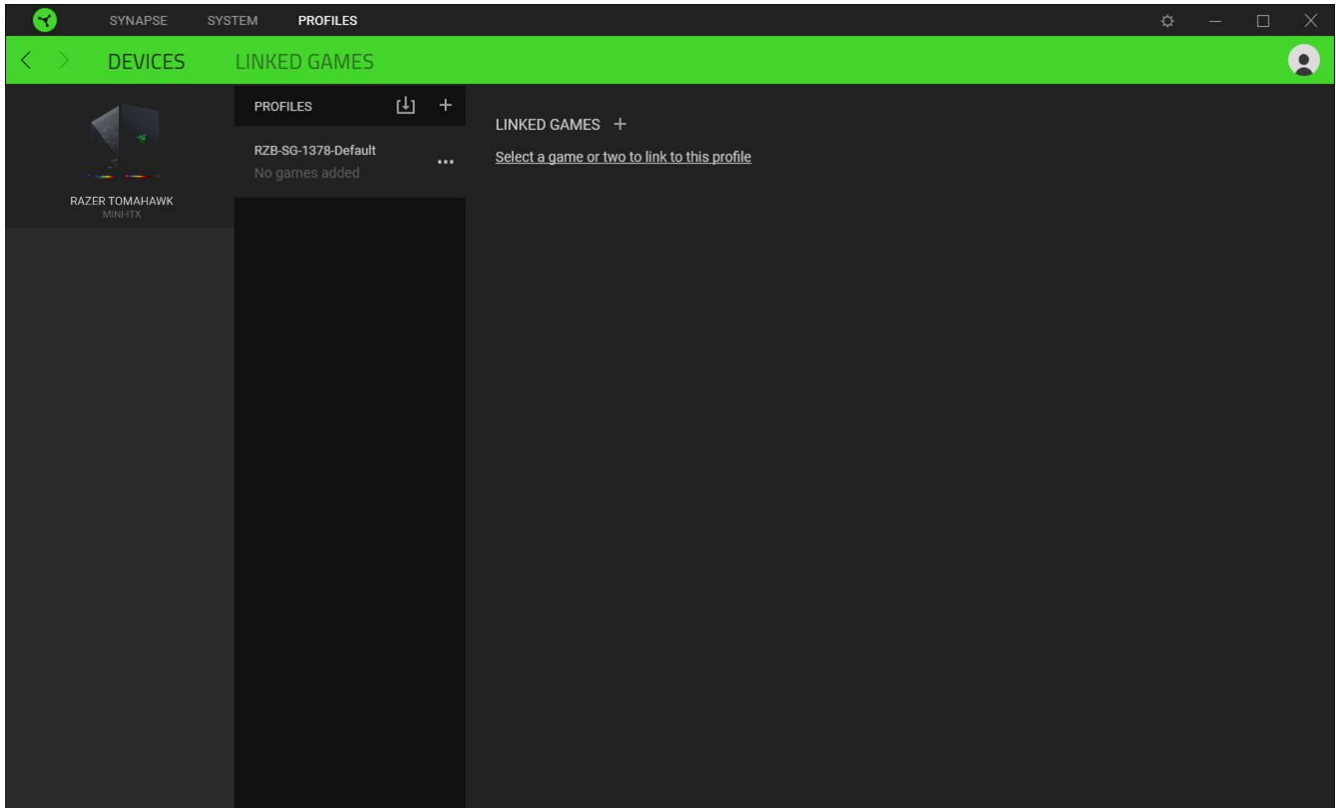 SYNAPSE SYSTEM PROFILES
DEVICES LINKED GAMES
PROFILES
RZB-SG-1378-Default
No games added
RAZER TOMAHAWK
MINI-ITX
LINKED GAMES
Select a game or two to link to this profile